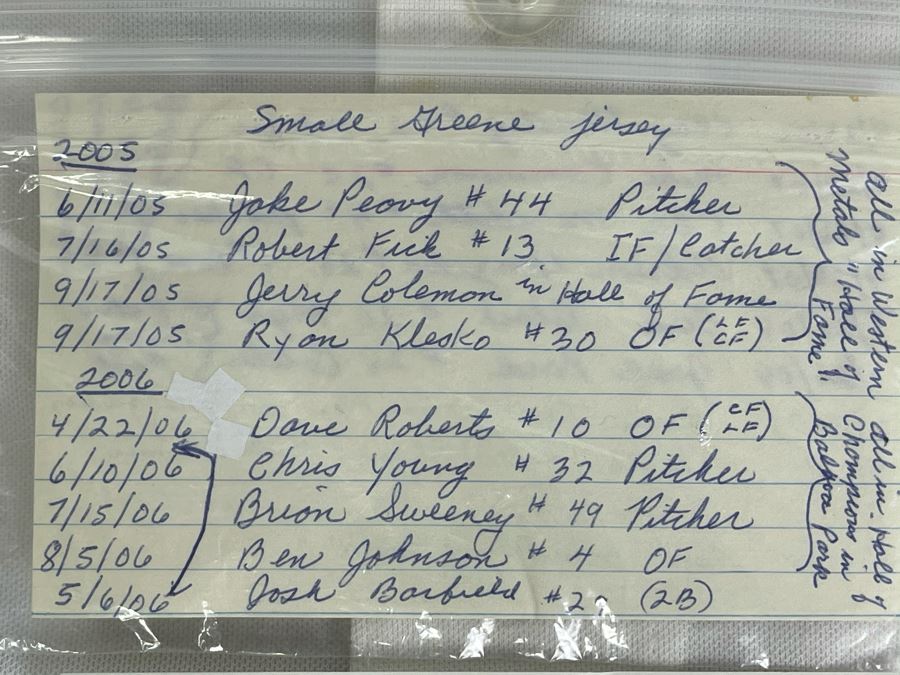 Small Greene jersey
2005
6/11/05 Jake Peavy # 44 Pitcher
7/16/05 Robert Fick # 13 IF/Catcher
9/17/05 Jerry Coleman in Hall of Fame
9/17/05 Ryan Klesko #30 OF (LF CF)
2006
4/22/06 Dave Roberts # 10 OF (CF LF)
6/10/06 Chris Young # 32 Pitcher
7/15/06 Brian Sweeney # 49 Pitcher
8/5/06 Ben Johnson # 4 OF
5/6/06 Josh Barfield #2 (2B)
all in Western
Metals "Hall of
Fame"
all in Hall of
Champions in
Balboa Park